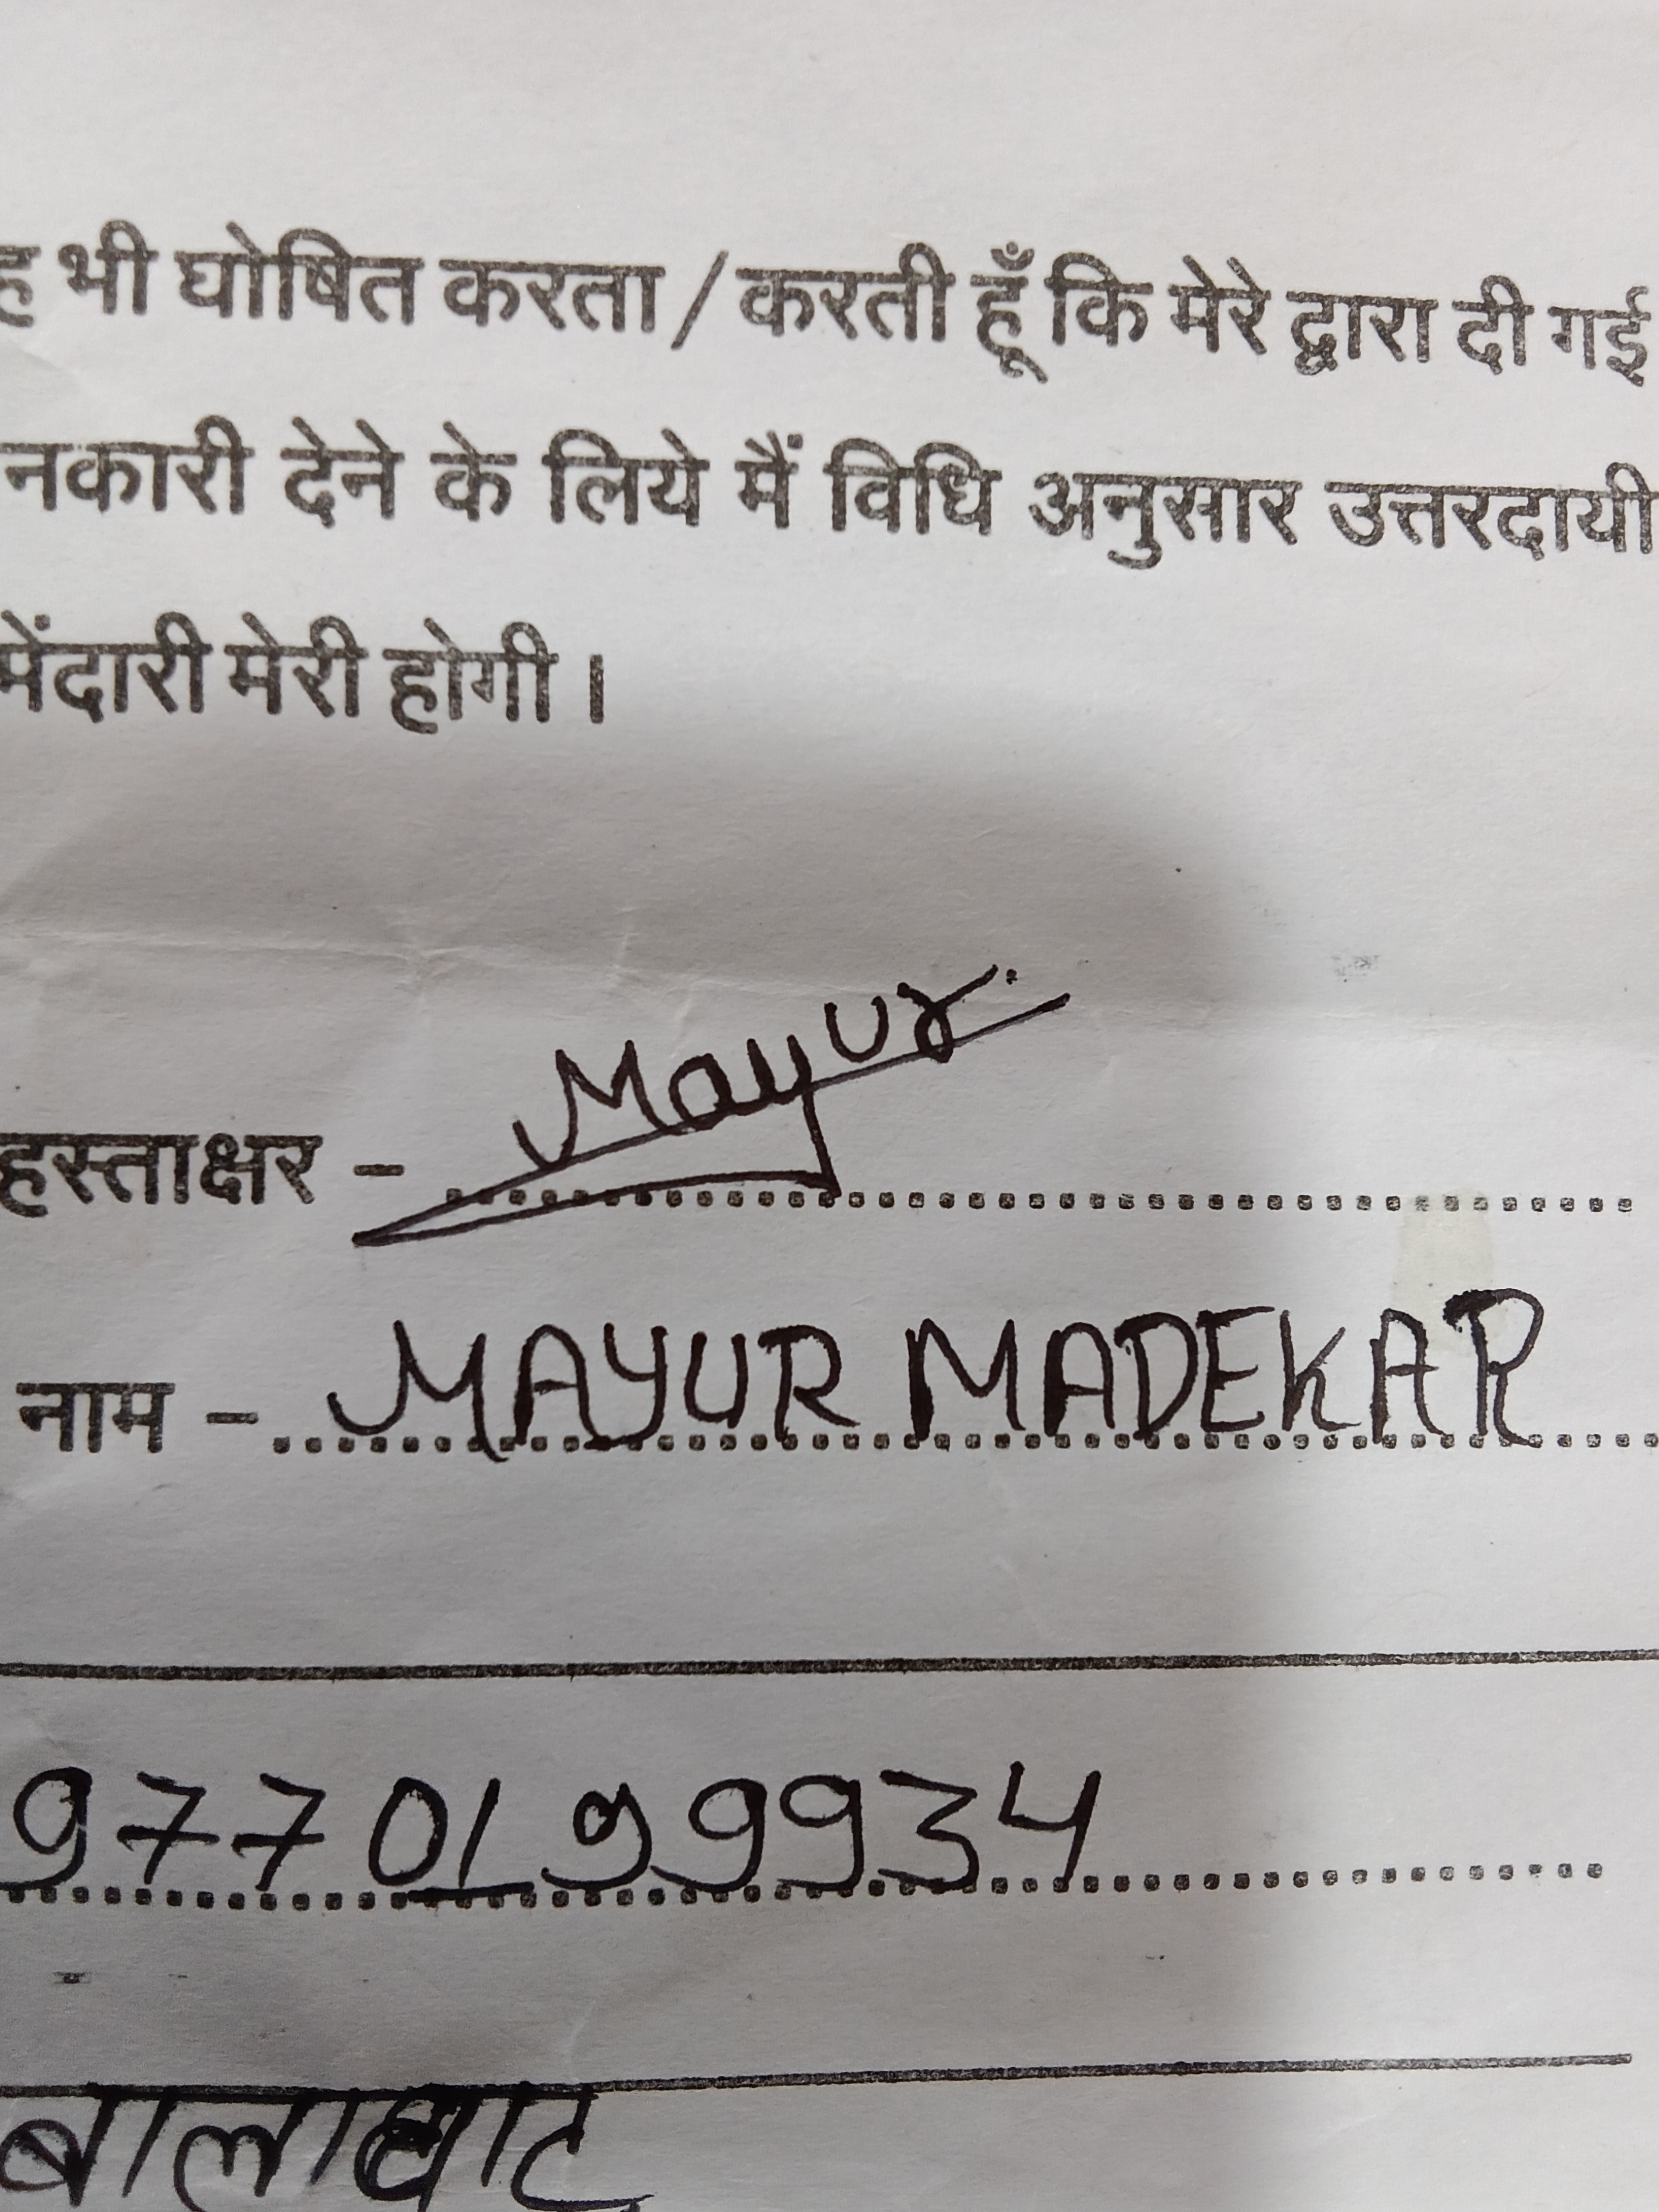 ह भी घोषित करता / करती हूँ कि मेरे द्वारा दी गई
नकारी देने के लिये मैं विधि अनुसार उत्तरदायी
मेंदारी मेरी होगी ।
हस्ताक्षर - Mayur.
नाम - MAYUR MADEKAR
9770199934
बालाघाट